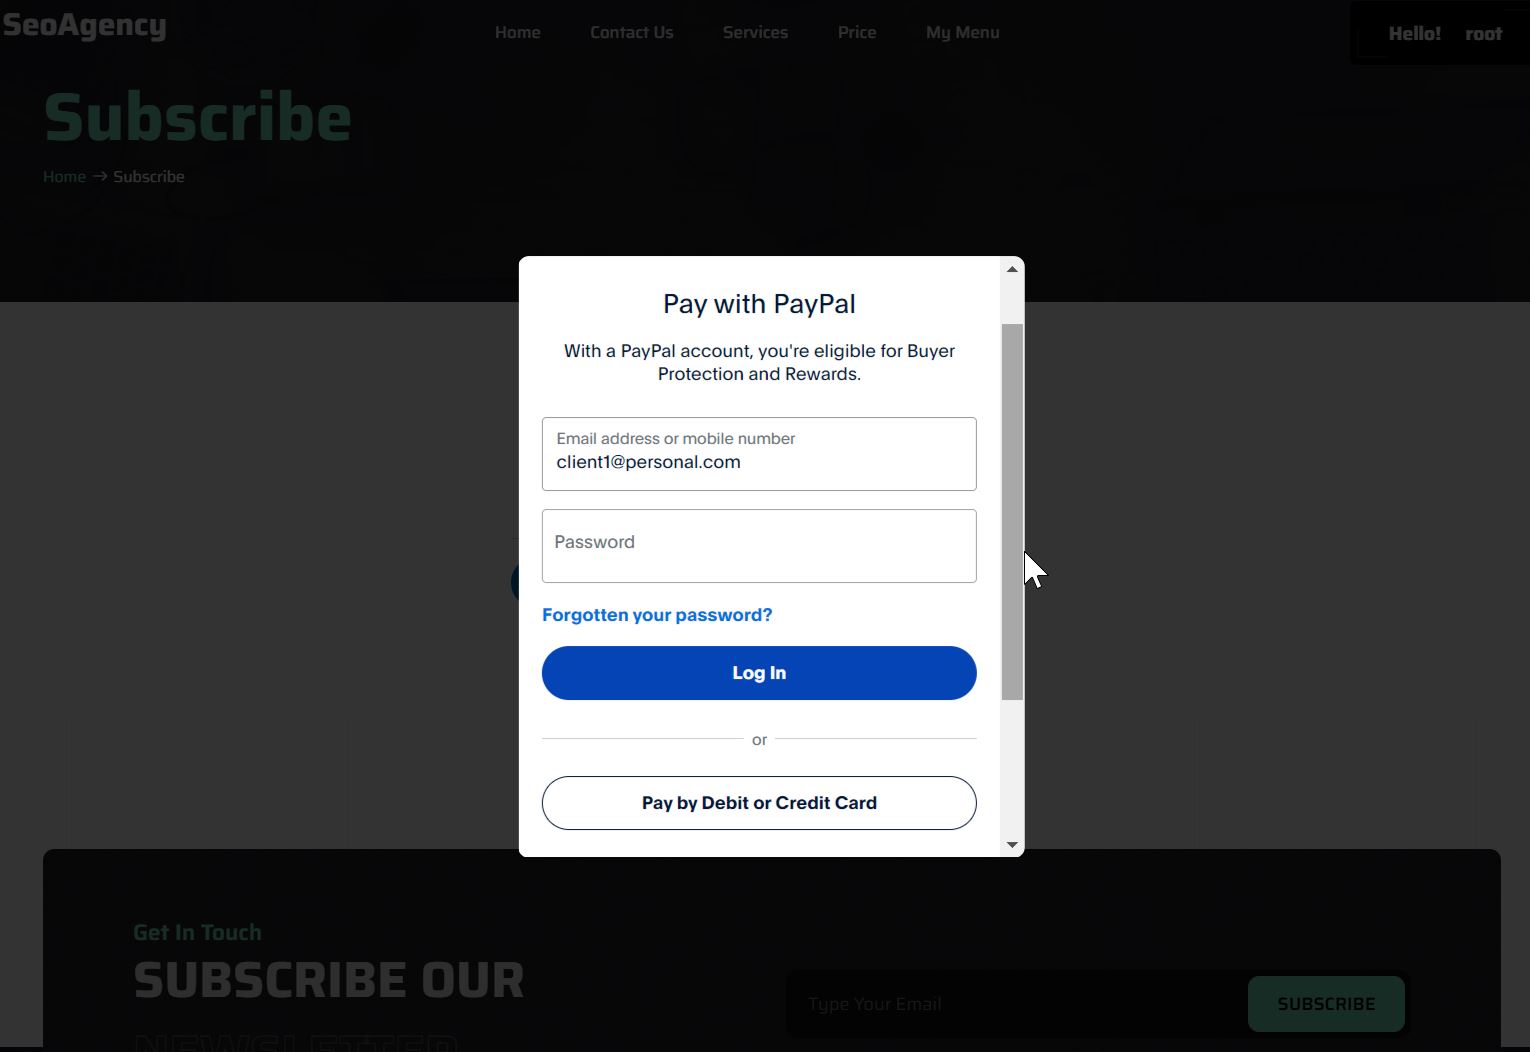 SeoAgency
Home
Contact Us
Services
Price
My Menu
Hello! root
Subscribe
Home → Subscribe
Pay with PayPal
With a PayPal account, you're eligible for Buyer
Protection and Rewards.
Email address or mobile number
client1@personal.com
Password
Forgotten your password?
Log In
or
Pay by Debit or Credit Card
Get In Touch
SUBSCRIBE OUR
NEWSLETTER
Type Your Email
SUBSCRIBE